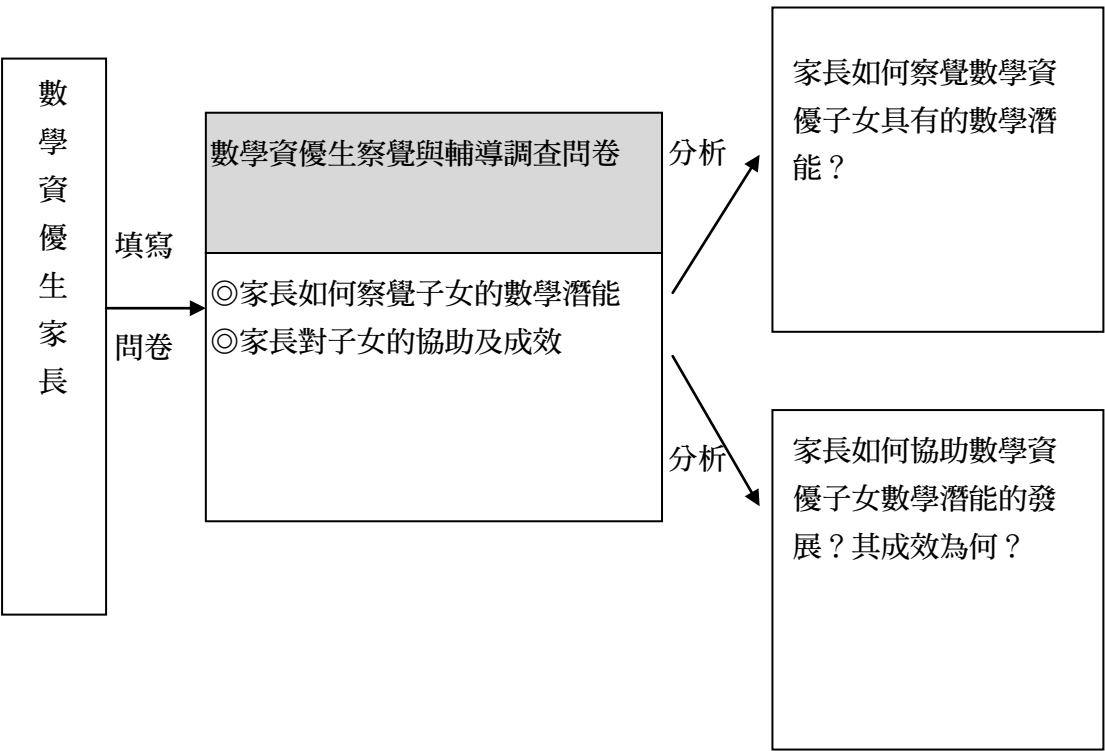 數學資優生家長
填寫
問卷
數學資優生察覺與輔導調查問卷
◎家長如何察覺子女的數學潛能
◎家長對子女的協助及成效
分析
家長如何察覺數學資
優子女具有的數學潛
能？
分析
家長如何協助數學資
優子女數學潛能的發
展？其成效為何？